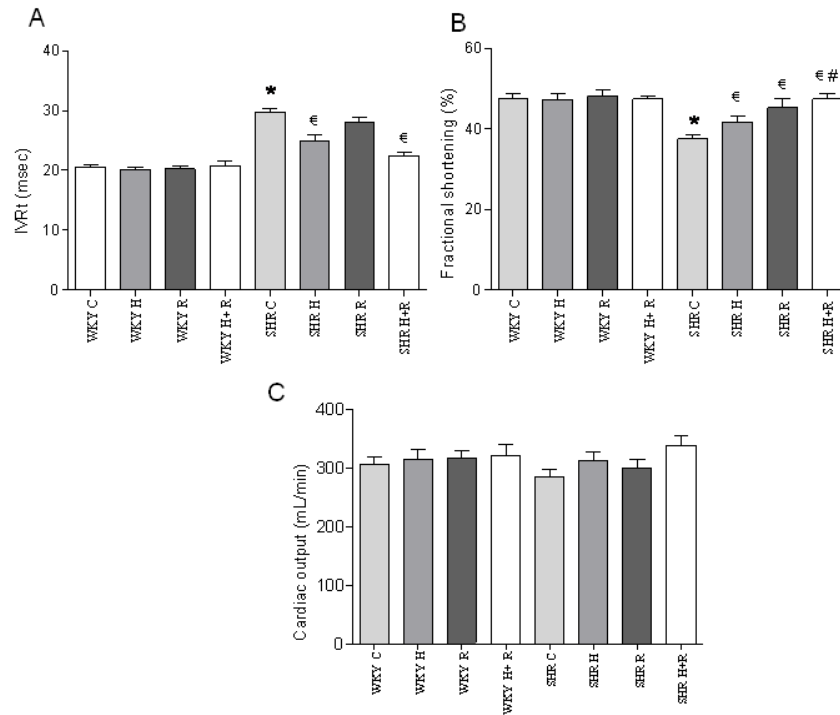 A
IVRt (msec)
40
30
20
10
0
*
€
€
WKY C
WKY H
WKY R
WKY H+ R
SHR C
SHR H
SHR R
SHR H+R
B
Fractional shortening (%)
60
40
20
0
*
€
€
€ #
WKY C
WKY H
WKY R
WKY H+ R
SHR C
SHR H
SHR R
SHR H+R
C
Cardiac output (mL/min)
400
300
200
100
0
WKY C
WKY H
WKY R
WKY H+ R
SHR C
SHR H
SHR R
SHR H+R